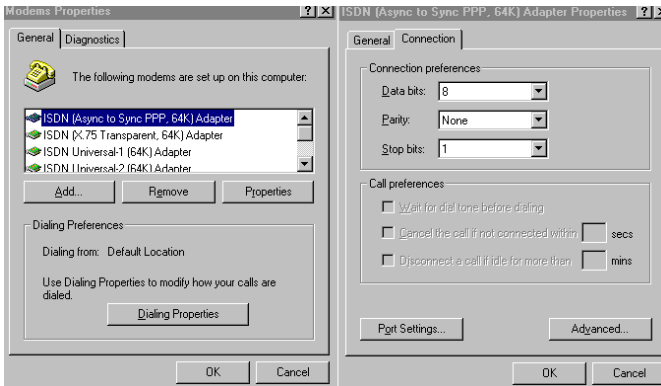 Modems Properties
General
Diagnostics
The following modems are set up on this computer:
ISDN (Async to Sync PPP, 64K) Adapter
ISDN (X.75 Transparent, 64K) Adapter
ISDN Universal-1 (64K) Adapter
ISDN Universal-2 (64K) Adapter
Add...
Remove
Properties
Dialing Preferences
Dialing from: Default Location
Use Dialing Properties to modify how your calls are
dialed.
Dialing Properties
OK
Cancel
ISDN (Async to Sync PPP, 64K) Adapter Properties
General
Connection
Connection preferences
Data bits: 8
Parity: None
Stop bits: 1
Call preferences
Wait for dial tone before dialing
Cancel the call if not connected within secs
Disconnect a call if idle for more than mins
Port Settings...
Advanced...
OK
Cancel